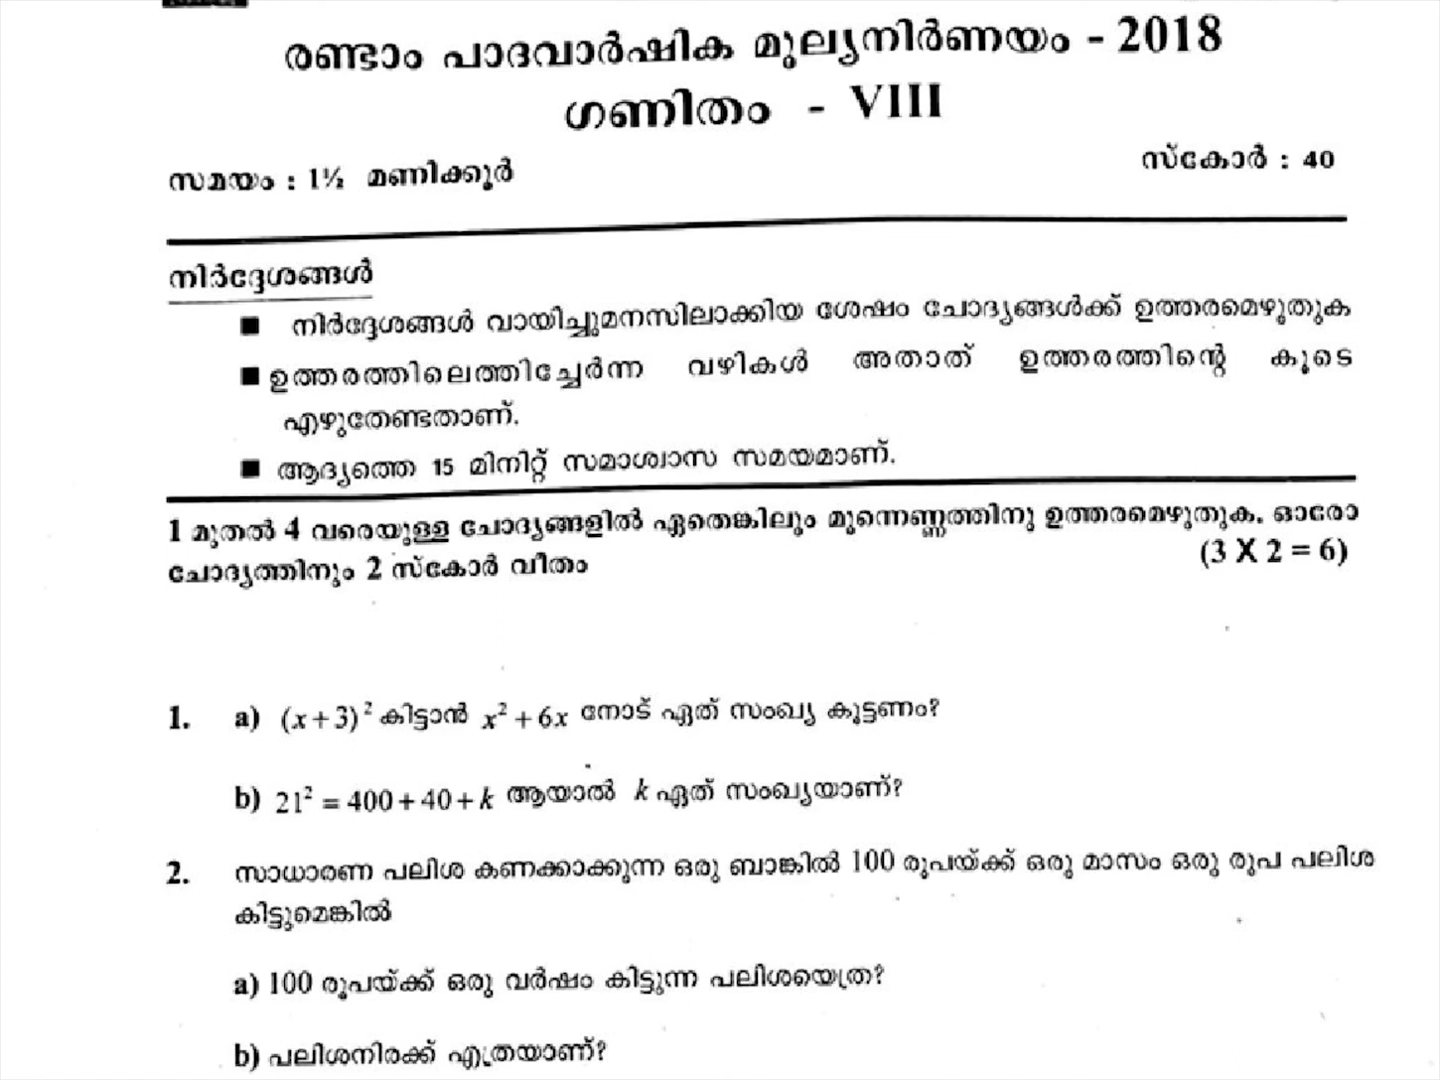 രണ്ടാം പാദവാർഷിക മൂല്യനിർണയം - 2018
ഗണിതം - VIII
സമയം : 1½ മണിക്കൂർ
സ്കോർ : 40
നിർദ്ദേശങ്ങൾ
■ നിർദ്ദേശങ്ങൾ വായിച്ചുമനസിലാക്കിയ ശേഷം ചോദ്യങ്ങൾക്ക് ഉത്തരമെഴുതുക
■ ഉത്തരത്തിലെത്തിച്ചേർന്ന വഴികൾ അതാത് ഉത്തരത്തിന്റെ കൂടെ
എഴുതേണ്ടതാണ്.
■ ആദ്യത്തെ 15 മിനിറ്റ് സമാശ്വാസ സമയമാണ്.
1 മുതൽ 4 വരെയുള്ള ചോദ്യങ്ങളിൽ ഏതെങ്കിലും മൂന്നെണ്ണത്തിനു ഉത്തരമെഴുതുക. ഓരോ
ചോദ്യത്തിനും 2 സ്കോർ വീതം (3 X 2 = 6)
1. a) (x+3)² കിട്ടാൻ x² + 6x നോട് ഏത് സംഖ്യ കൂട്ടണം?
b) 21² = 400 + 40 + k ആയാൽ k ഏത് സംഖ്യയാണ്?
2. സാധാരണ പലിശ കണക്കാക്കുന്ന ഒരു ബാങ്കിൽ 100 രൂപയ്ക്ക് ഒരു മാസം ഒരു രൂപ പലിശ
കിട്ടുമെങ്കിൽ
a) 100 രൂപയ്ക്ക് ഒരു വർഷം കിട്ടുന്ന പലിശയെത്ര?
b) പലിശനിരക്ക് എത്രയാണ്?